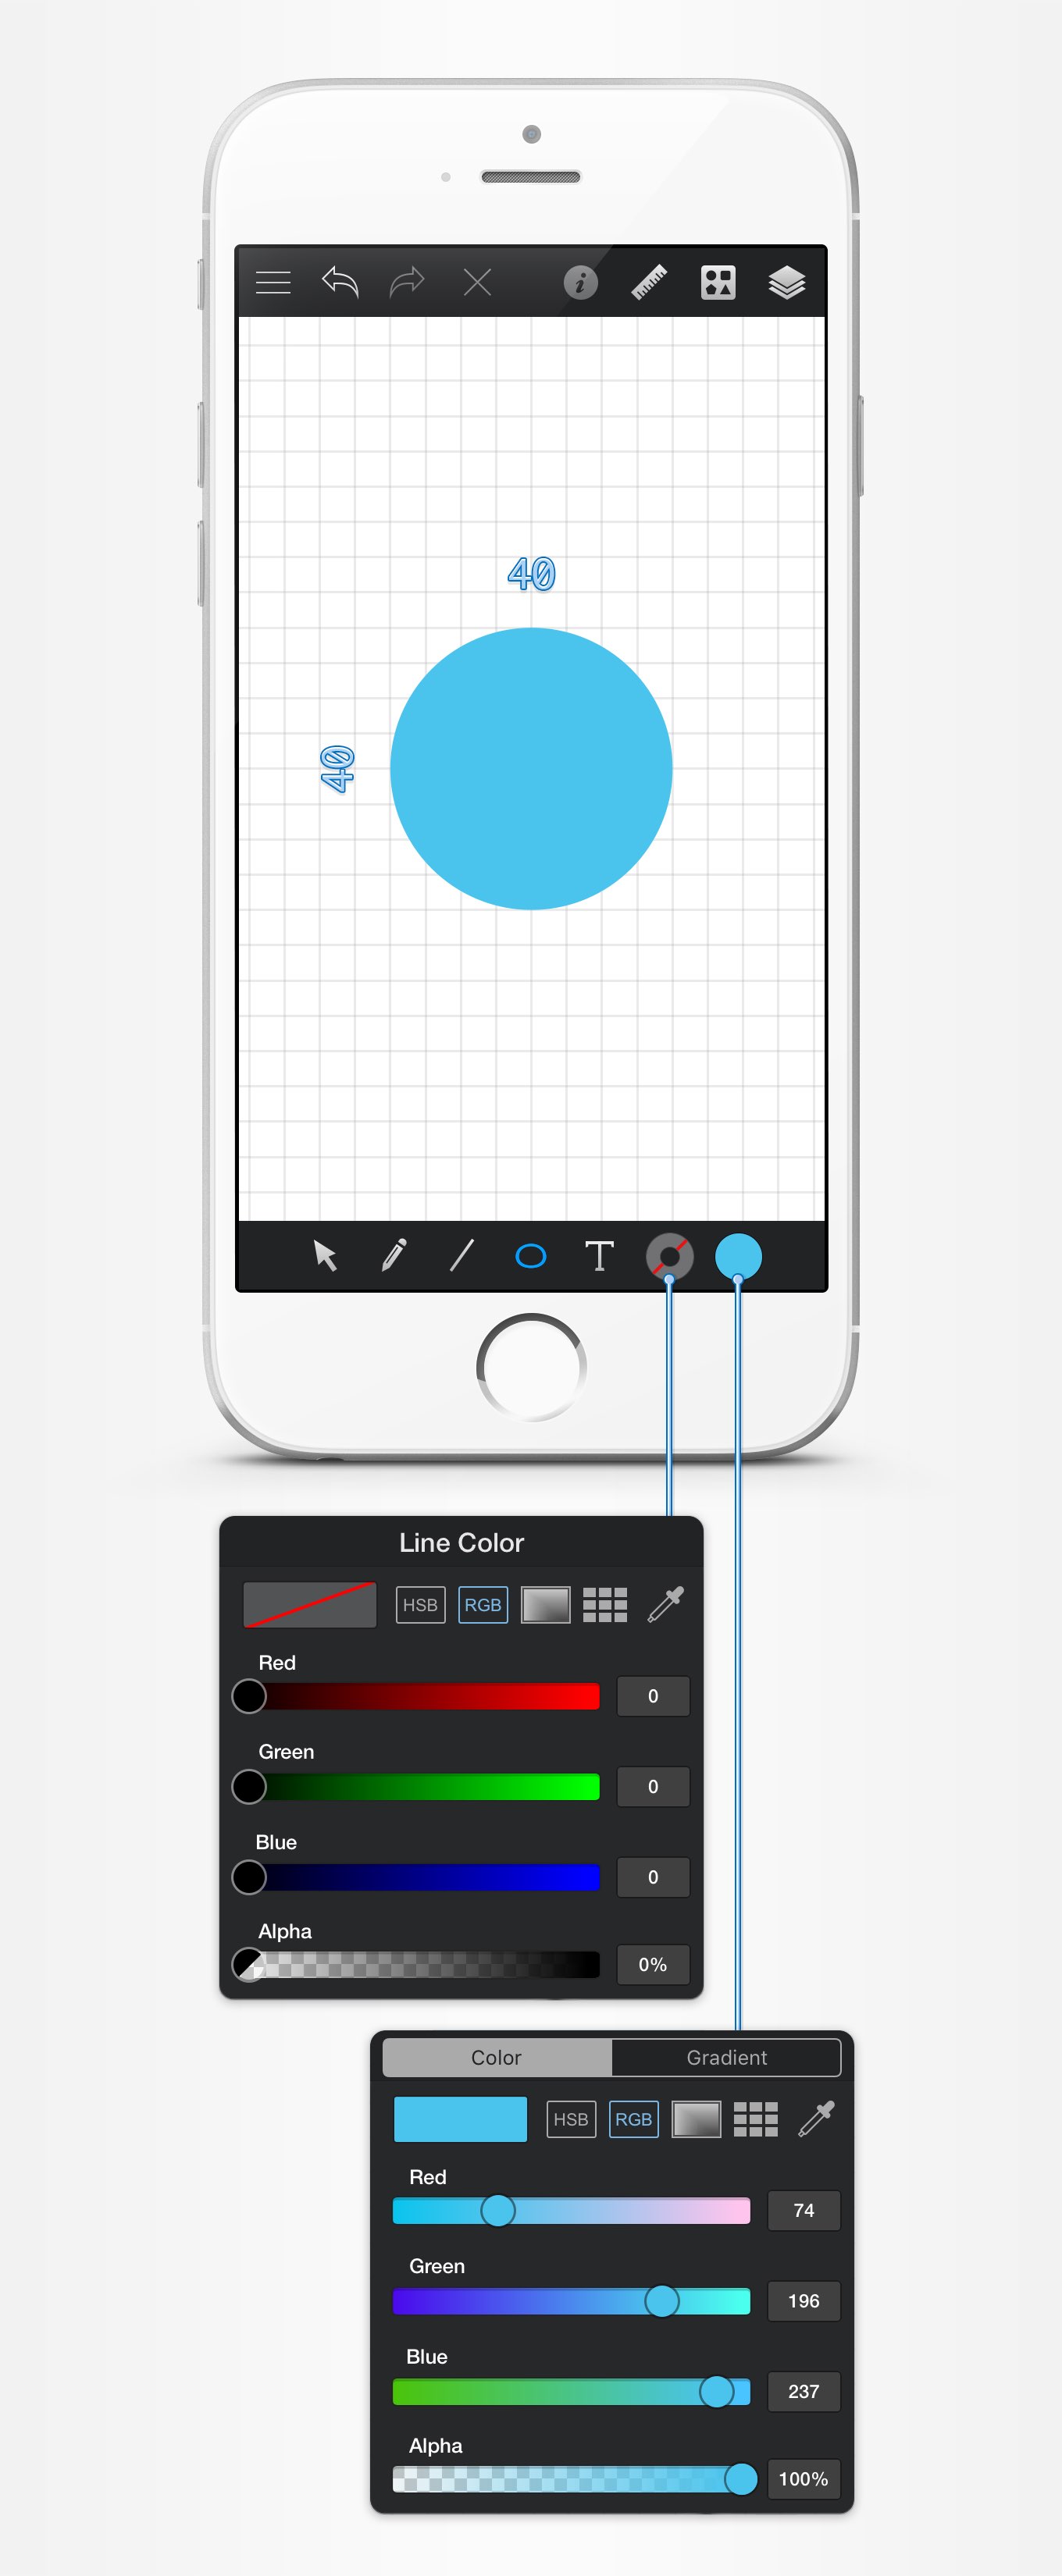 40
40
T
Line Color
HSB RGB
Red
0
Green
0
Blue
0
Alpha
0%
Color Gradient
HSB RGB
Red
74
Green
196
Blue
237
Alpha
100%